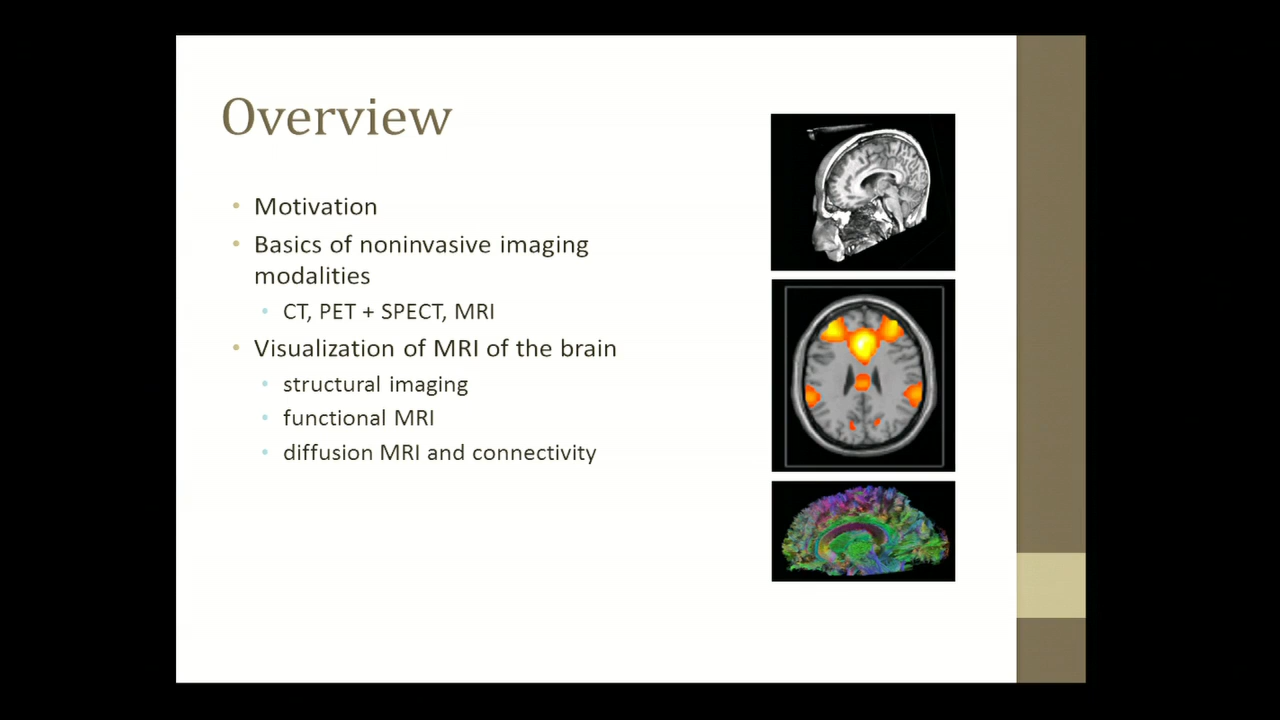 Overview
• Motivation
• Basics of noninvasive imaging
modalities
• CT, PET + SPECT, MRI
• Visualization of MRI of the brain
• structural imaging
• functional MRI
• diffusion MRI and connectivity